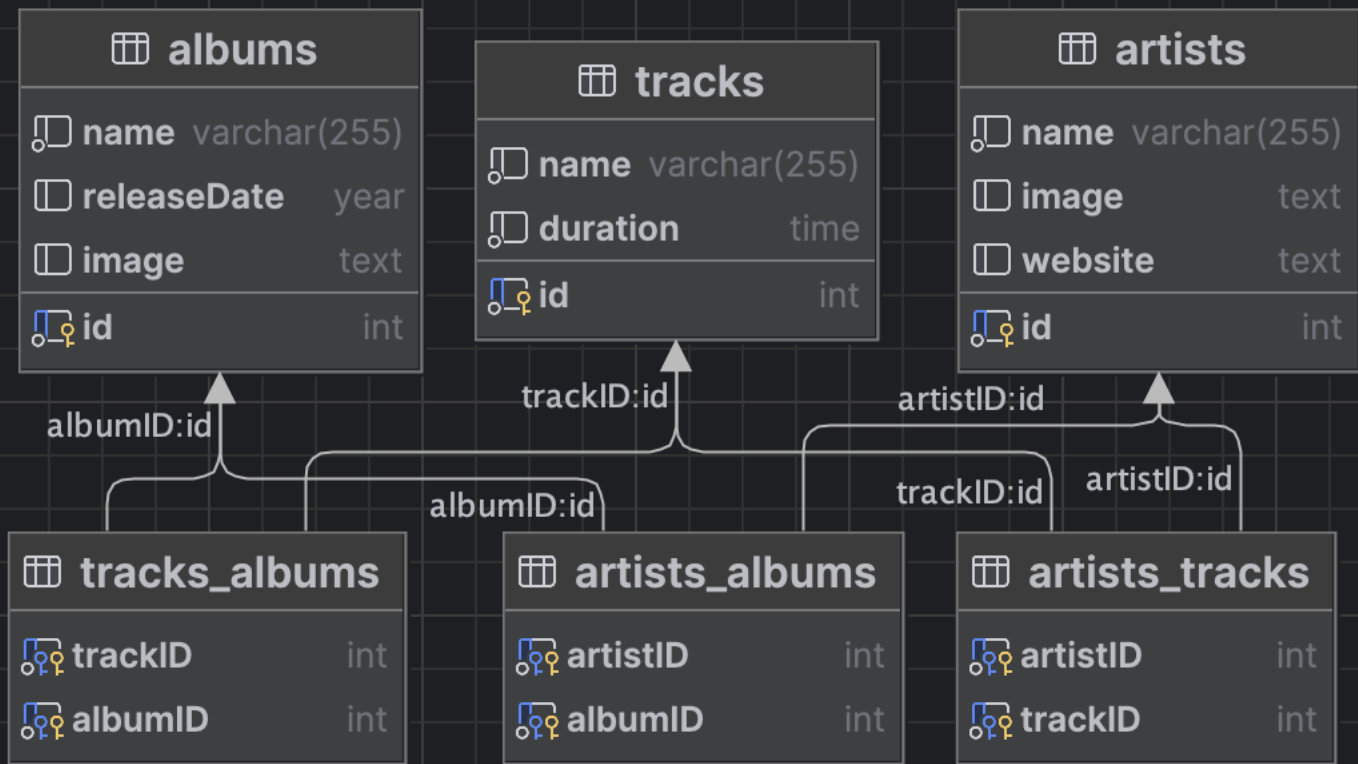 albums
name varchar(255)
releaseDate year
image text
id int
tracks
name varchar(255)
duration time
id int
artists
name varchar(255)
image text
website text
id int
albumID:id
trackID:id
artistID:id
albumID:id
trackID:id
artistID:id
tracks_albums
trackID int
albumID int
artists_albums
artistID int
albumID int
artists_tracks
artistID int
trackID int